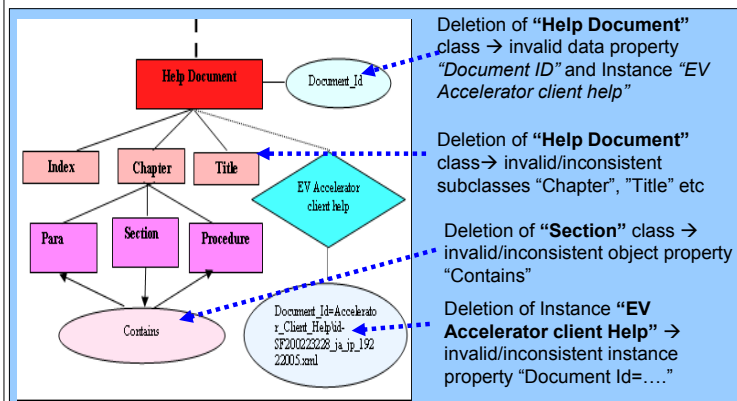 Help Document
Document_Id
Index
Chapter
Title
EV Accelerator
client help
Para
Section
Procedure
Contains
Document_Id=Accelerato
r_Client_Help\id-
SF200223228_ja_jp_192
22005.xml
Deletion of “Help Document”
class → invalid data property
“Document ID” and Instance “EV
Accelerator client help”
Deletion of “Help Document”
class→ invalid/inconsistent
subclasses “Chapter”, ”Title” etc
Deletion of “Section” class →
invalid/inconsistent object property
“Contains”
Deletion of Instance “EV
Accelerator client Help” →
invalid/inconsistent instance
property “Document Id=….”